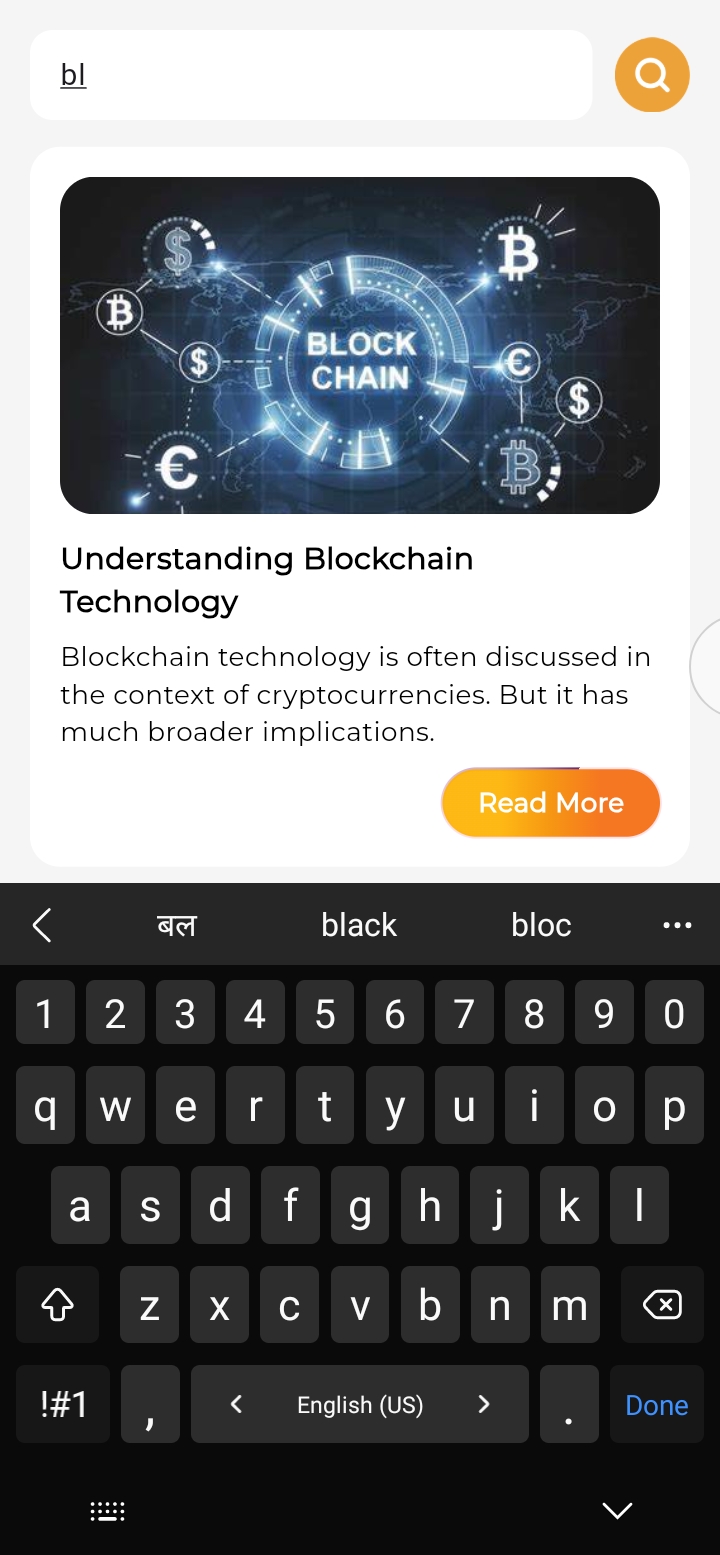 bl
BLOCK
CHAIN
Understanding Blockchain
Technology
Blockchain technology is often discussed in
the context of cryptocurrencies. But it has
much broader implications.
Read More
बल black bloc
1 2 3 4 5 6 7 8 9 0
q w e r t y u i o p
a s d f g h j k l
z x c v b n m
!#1 , English (US) . Done